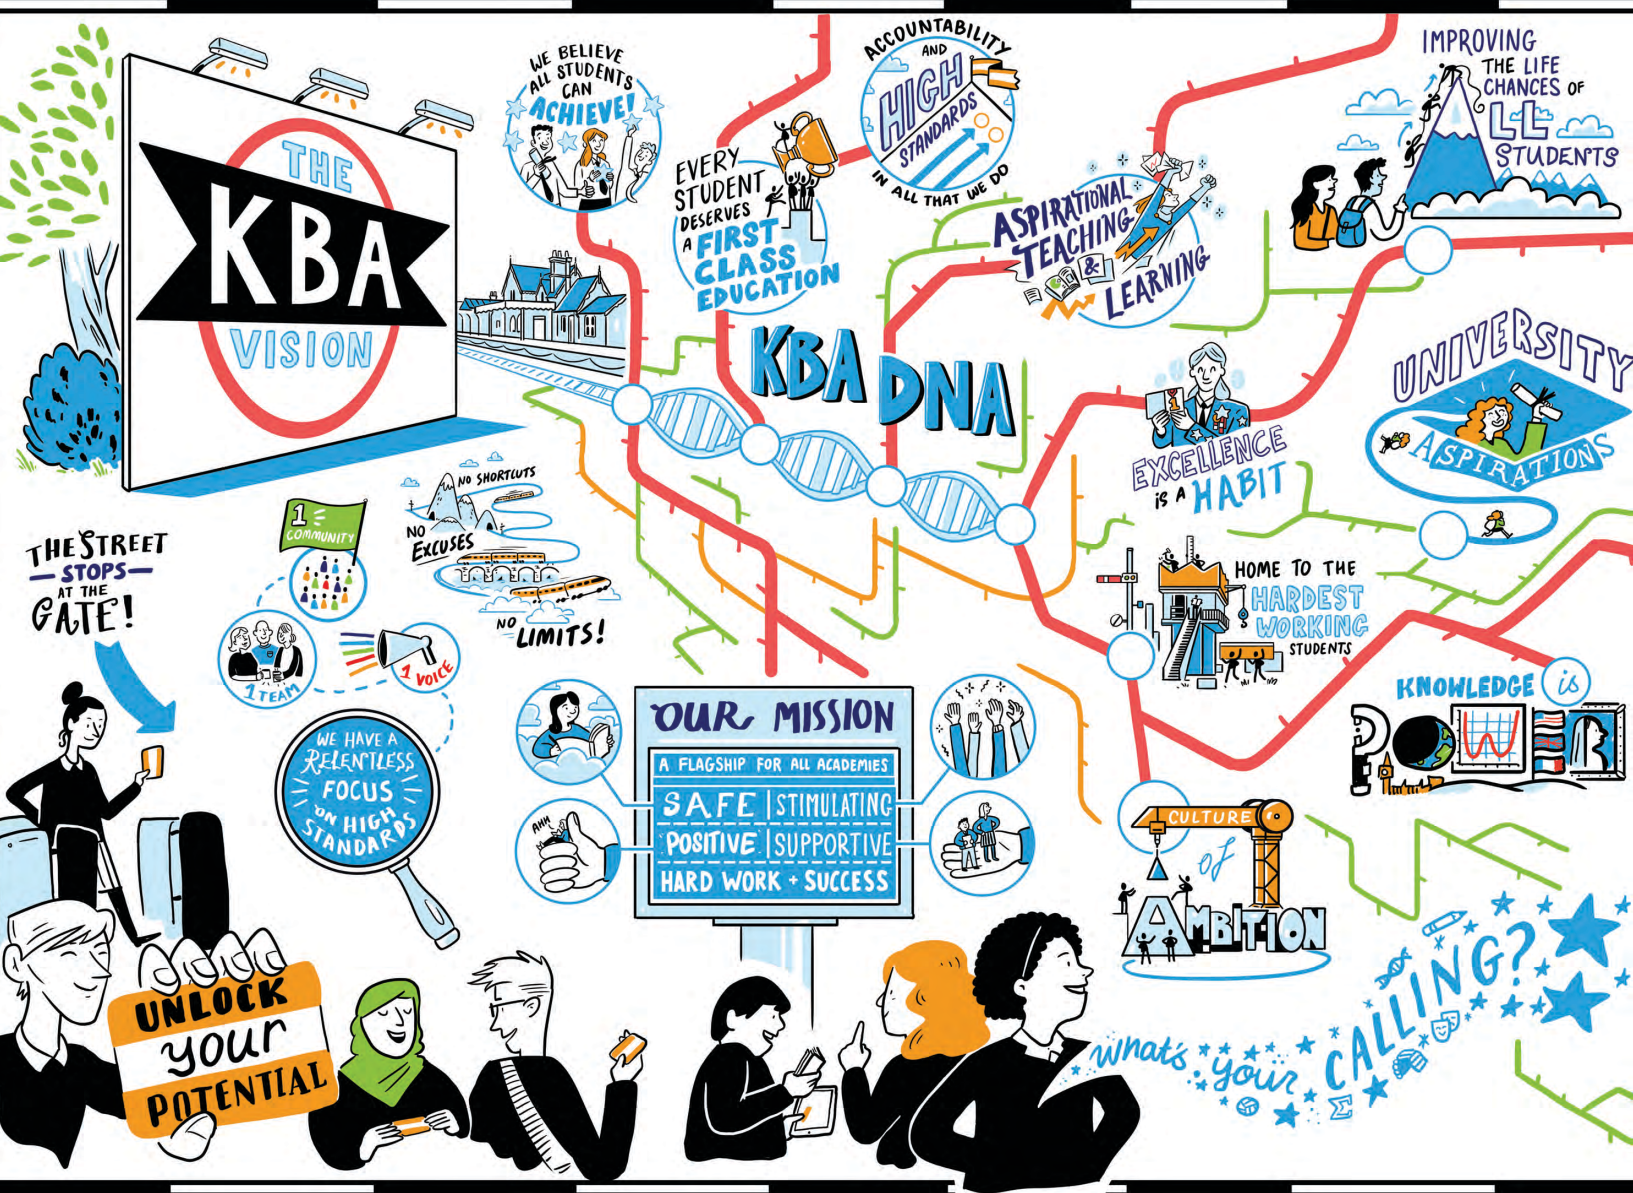 THE
KBA
VISION
WE BELIEVE
ALL STUDENTS
CAN
ACHIEVE!
EVERY
STUDENT
DESERVES
A FIRST
CLASS
EDUCATION
ACCOUNTABILITY
AND
HIGH
STANDARDS
IN ALL THAT WE DO
ASPIRATIONAL
TEACHING
&
LEARNING
IMPROVING
THE LIFE
CHANCES OF
ALL
STUDENTS
KBA DNA
EXCELLENCE
IS A HABIT
1
UNIVERSITY
ASPIRATIONS
THE STREET
STOPS
AT THE
GATE!
1
COMMUNITY
1 TEAM
1 VOICE
NO SHORTCUTS
NO
EXCUSES
NO
LIMITS!
HOME TO THE
HARDEST
WORKING
STUDENTS
KNOWLEDGE is
POWER
WE HAVE A
RELENTLESS
FOCUS
ON HIGH
STANDARDS
OUR MISSION
A FLAGSHIP FOR ALL ACADEMIES
SAFE | STIMULATING
POSITIVE | SUPPORTIVE
HARD WORK + SUCCESS
AHH
CULTURE
of
AMBITION
UNLOCK
your
POTENTIAL
what's your CALLING?